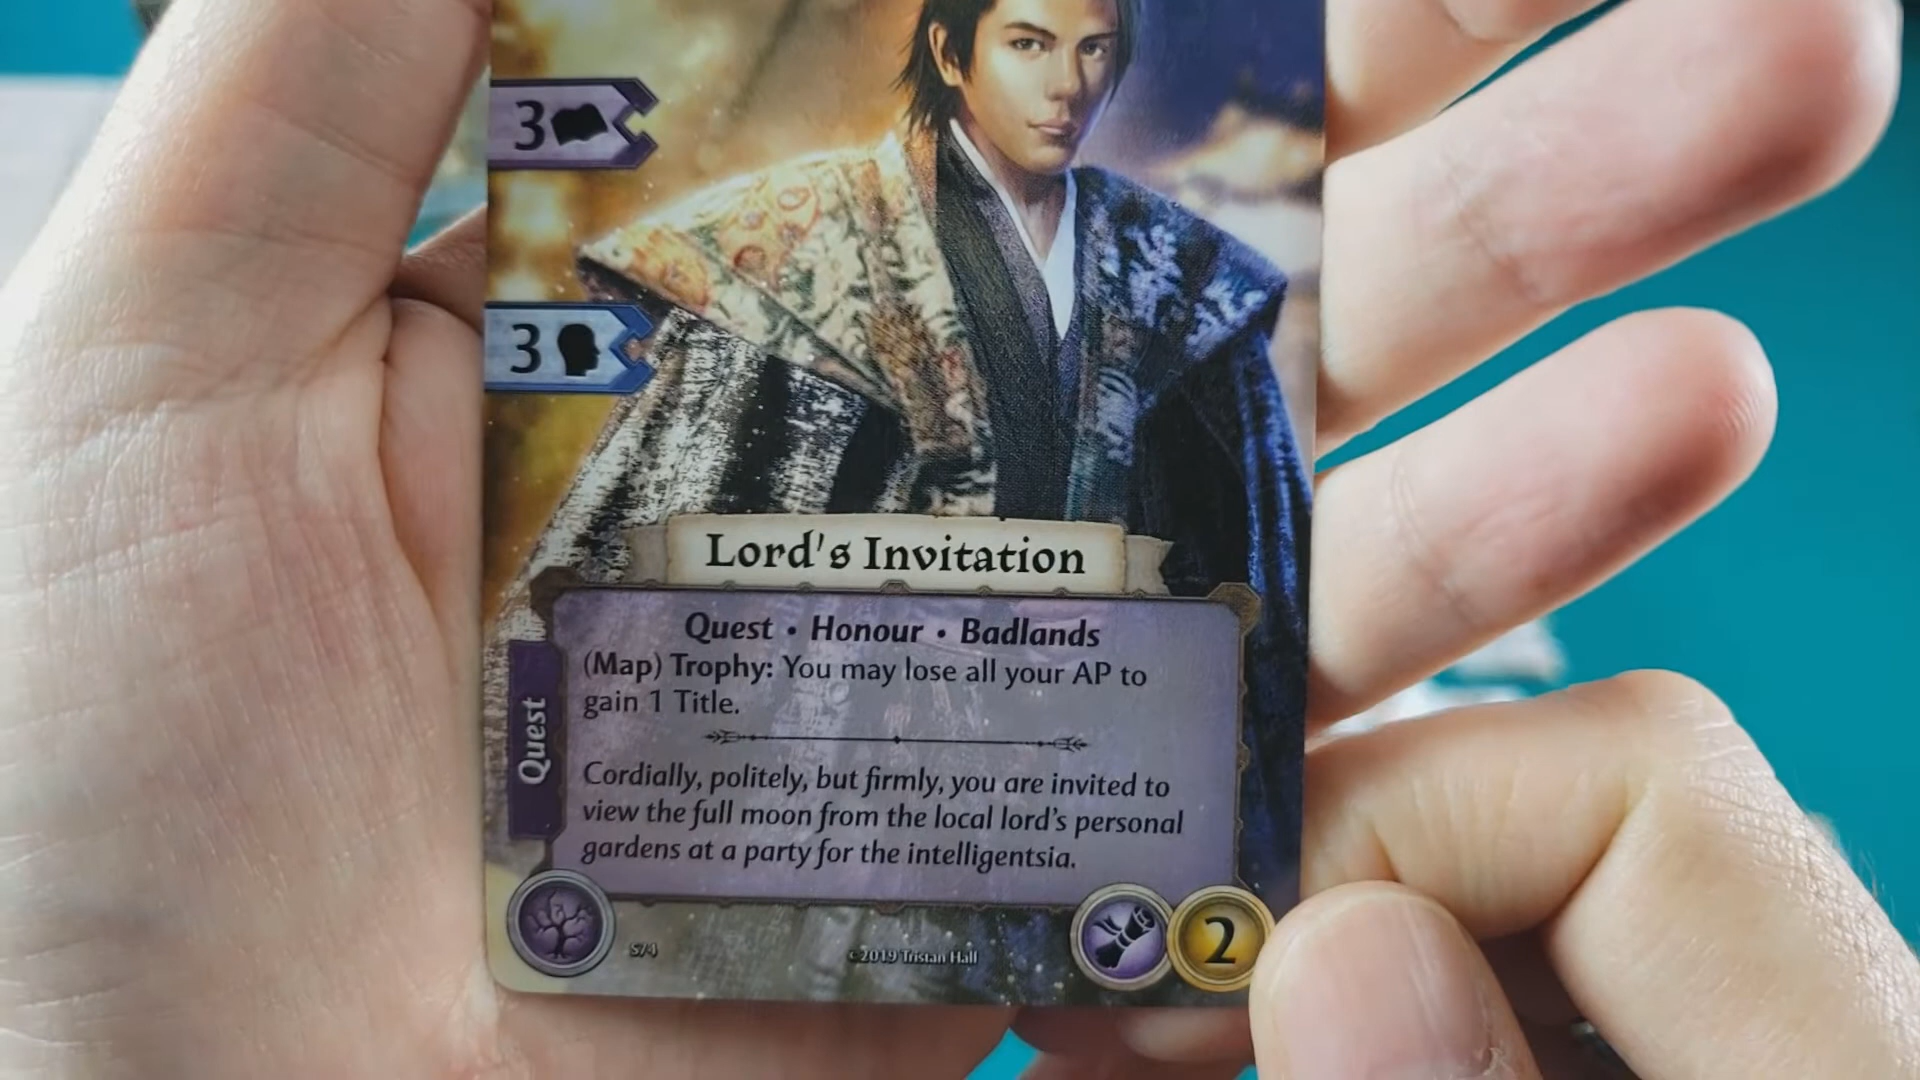 3
3
Lord's Invitation
Quest • Honour • Badlands
(Map) Trophy: You may lose all your AP to
gain 1 Title.
Quest
Cordially, politely, but firmly, you are invited to
view the full moon from the local lord's personal
gardens at a party for the intelligentsia.
©2019 Tristan Hall
2